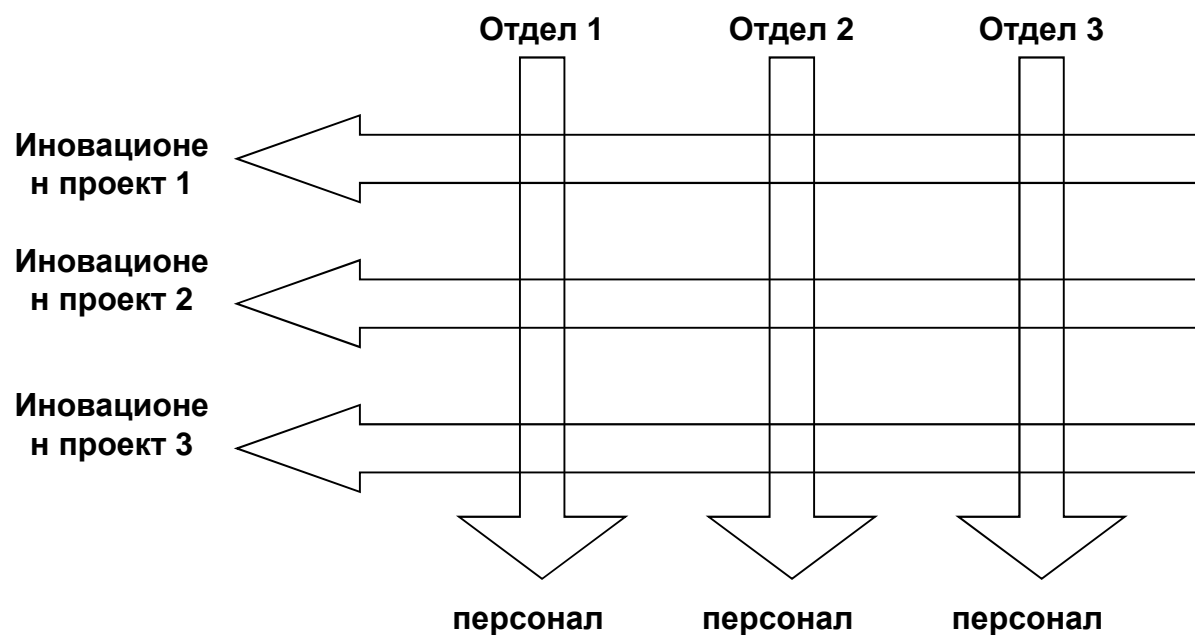 Отдел 1
Отдел 2
Отдел 3
Иновационе
н проект 1
Иновационе
н проект 2
Иновационе
н проект 3
персонал
персонал
персонал